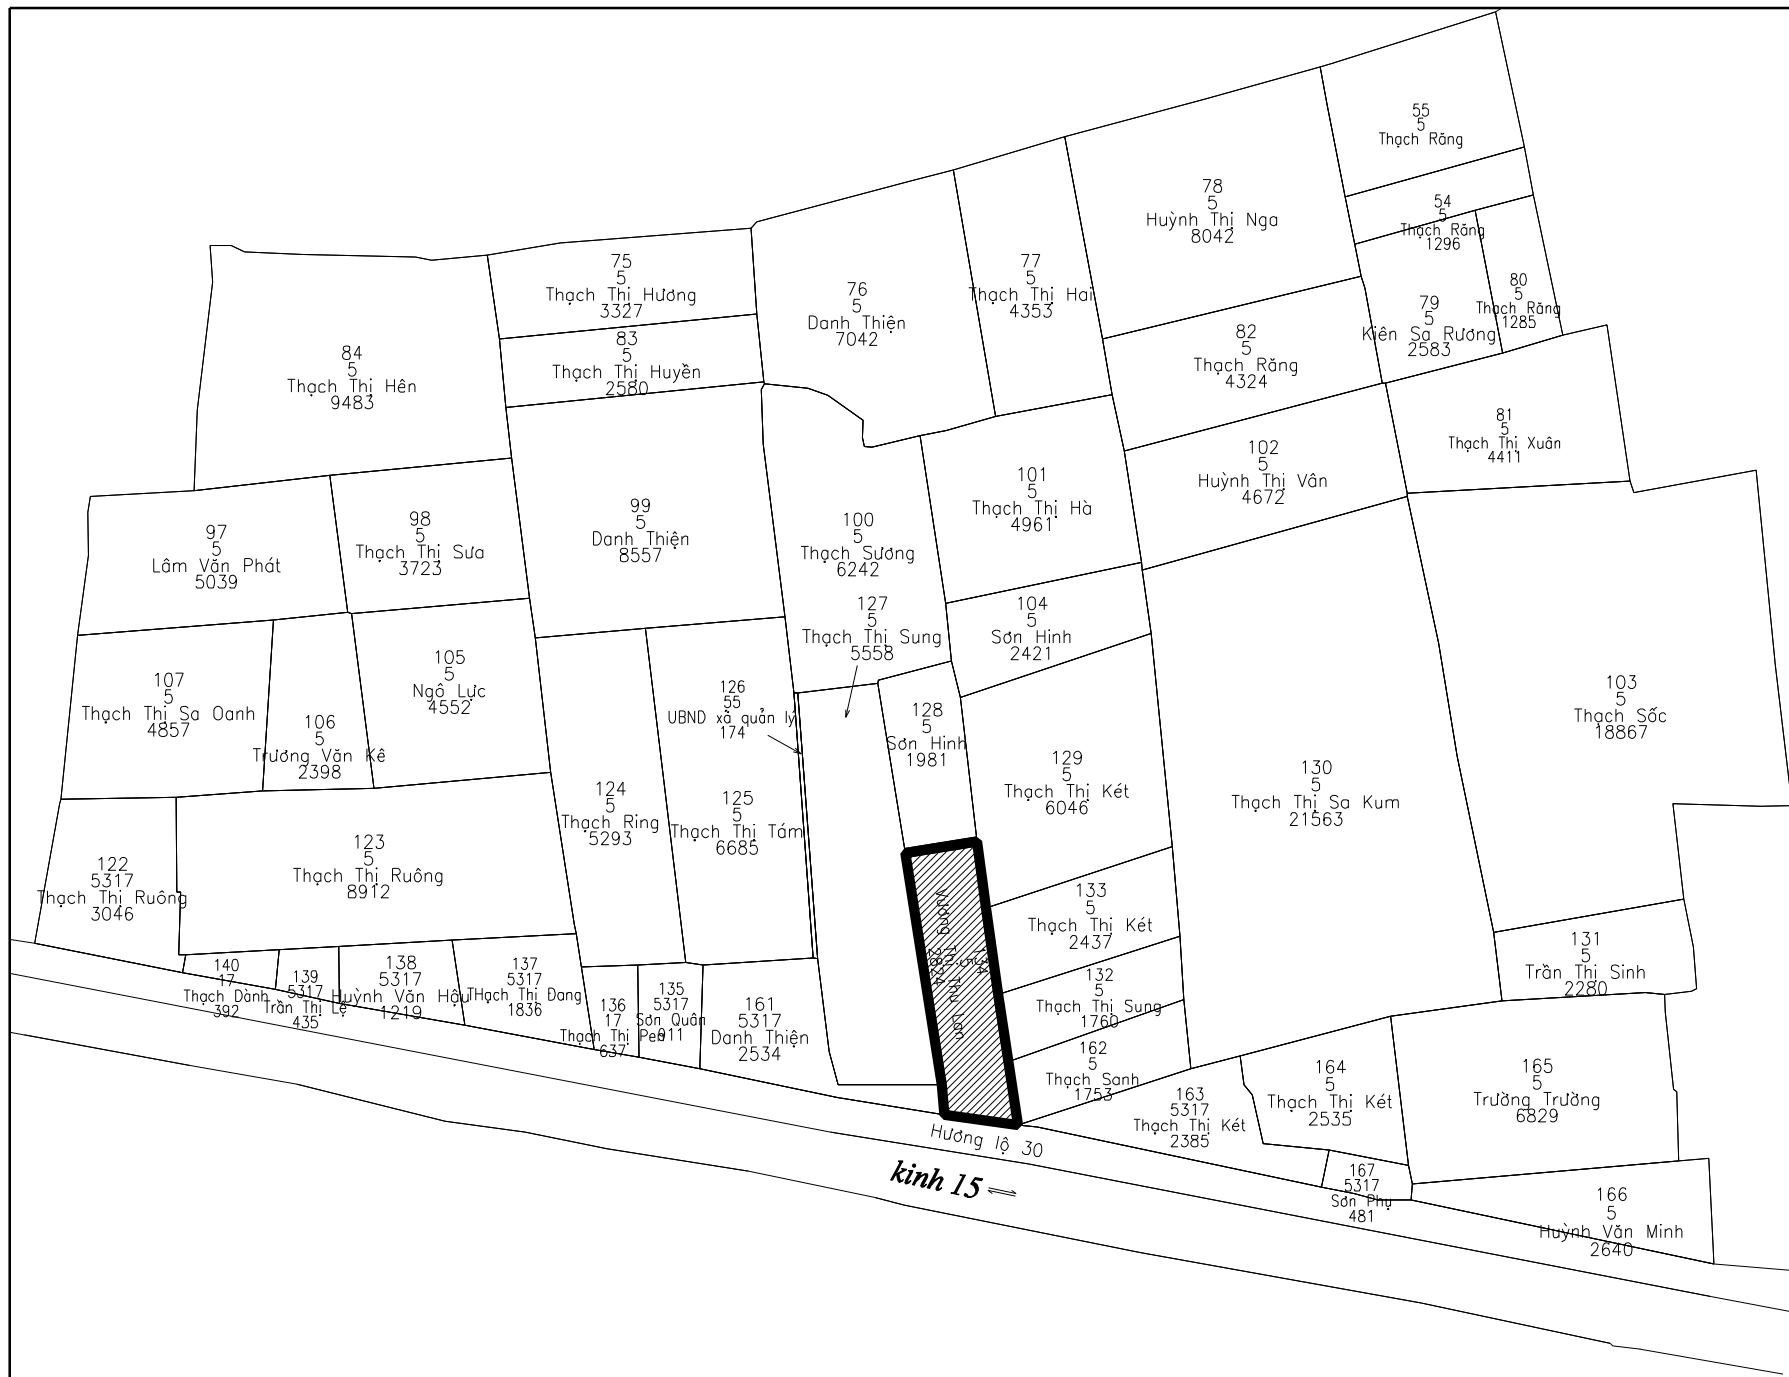 55
5
Thạch Răng
54
5
Thạch Răng
1296
78
5
Huỳnh Thị Nga
8042
77
5
Thạch Thị Hai
4353
75
5
Thạch Thị Hương
3327
76
5
Danh Thiện
7042
80
5
Thạch Răng
1285
79
5
Kiên Sa Rương
2583
83
5
Thạch Thị Huyền
2580
82
5
Thạch Răng
4324
84
5
Thạch Thị Hên
9483
81
5
Thạch Thị Xuân
4411
102
5
Huỳnh Thị Vân
4672
101
5
Thạch Thị Hà
4961
99
5
Danh Thiện
8557
100
5
Thạch Sương
6242
98
5
Thạch Thị Sưa
3723
97
5
Lâm Văn Phát
5039
127
5
Thạch Thị Sung
5558
104
5
Sơn Hinh
2421
105
5
Ngô Lực
4552
107
5
Thạch Thị Sa Oanh
4857
106
5
Trương Văn Kê
2398
126
55
UBND xã quản lý
174
128
5
Sơn Hinh
1981
103
5
Thạch Sốc
18867
129
5
Thạch Thị Két
6046
130
5
Thạch Thị Sa Kum
21563
124
5
Thạch Ring
5293
125
5
Thạch Thị Tám
6685
123
5
Thạch Thị Ruông
8912
122
5317
Thạch Thị Ruông
3046
133
5
Thạch Thị Két
2437
134
5
Vương Thị Thu Lan
2824
131
5
Trần Thị Sinh
2280
132
5
Thạch Thị Sung
1760
140
17
Thạch Dành
392
139
5317
Trần Thị Lệ
435
138
5317
Huỳnh Văn Hậu
1219
137
5317
THạch Thị Đang
1836
136
17
Thạch Thị Pen
637
135
5317
Sơn Quân
911
161
5317
Danh Thiện
2534
162
5
Thạch Sanh
1753
163
5317
Thạch Thị Két
2385
164
5
Thạch Thị Két
2535
165
5
Trường Trường
6829
167
5317
Sơn Phụ
481
166
5
Huỳnh Văn Minh
2640
Hương lộ 30
kinh 15